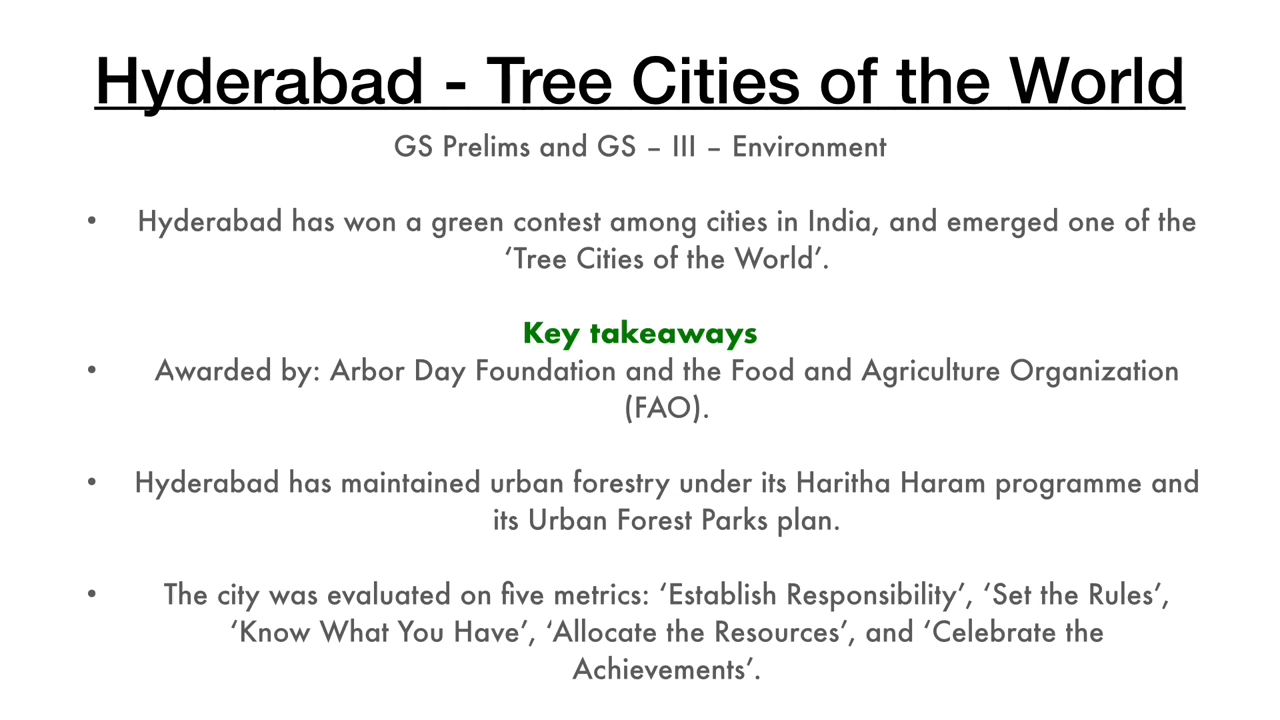 Hyderabad - Tree Cities of the World
GS Prelims and GS – III – Environment
• Hyderabad has won a green contest among cities in India, and emerged one of the
‘Tree Cities of the World’.
Key takeaways
• Awarded by: Arbor Day Foundation and the Food and Agriculture Organization
(FAO).
• Hyderabad has maintained urban forestry under its Haritha Haram programme and
its Urban Forest Parks plan.
• The city was evaluated on five metrics: ‘Establish Responsibility’, ‘Set the Rules’,
‘Know What You Have’, ‘Allocate the Resources’, and ‘Celebrate the
Achievements’.